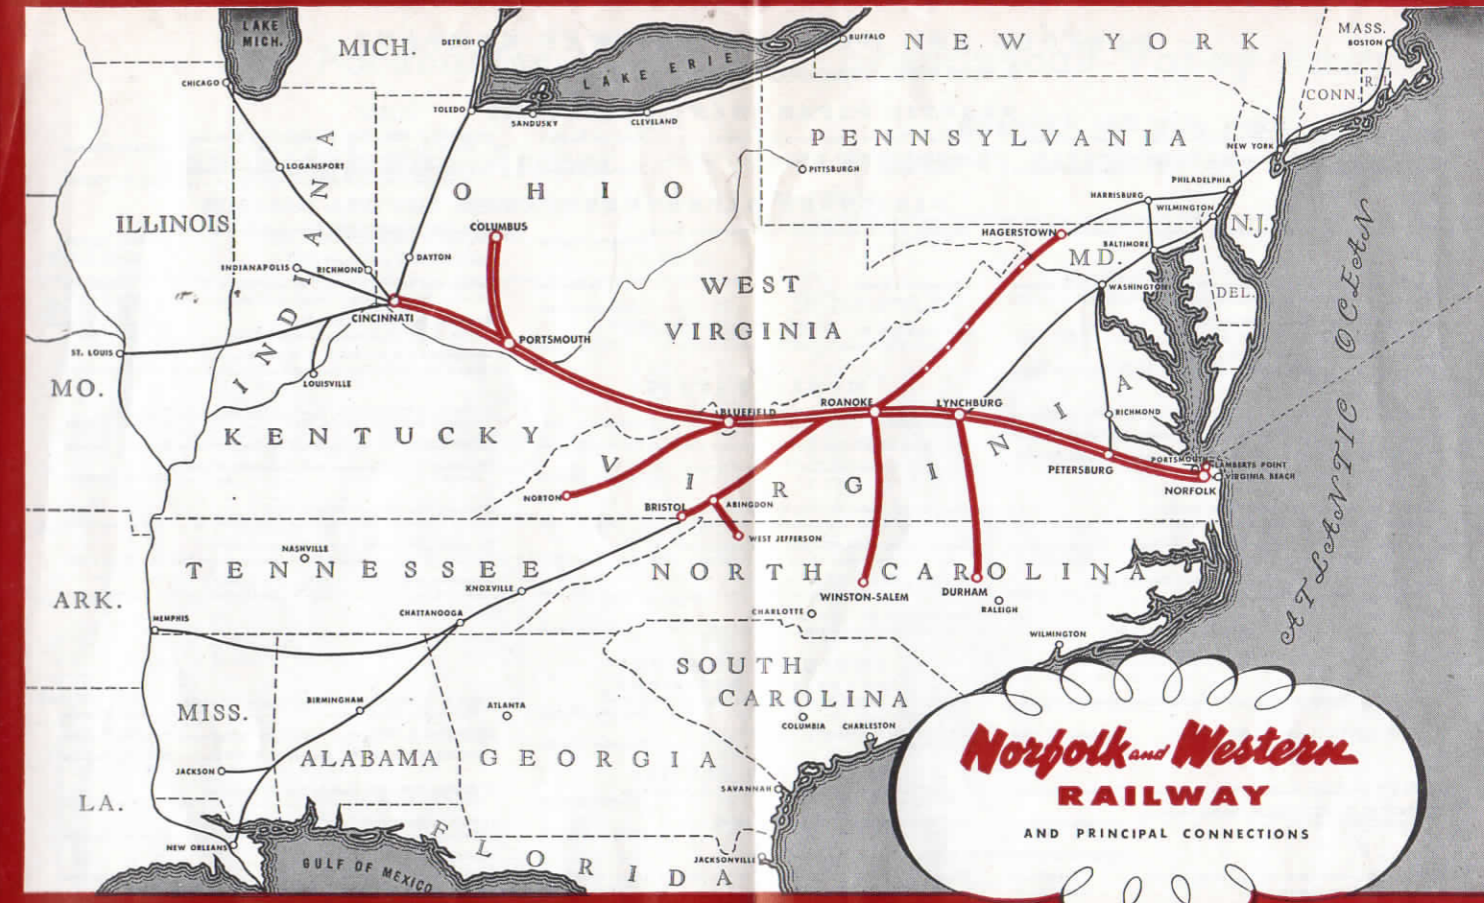 LAKE
MICH.
MICH.
DETROIT
BUFFALO
NEW YORK
MASS.
BOSTON
LAKE ERIE
CHICAGO
TOLEDO
SANDUSKY
CLEVELAND
CONN.
R.I.
PENNSYLVANIA
NEW YORK
LOGANSPORT
PITTSBURGH
PHILADELPHIA
OHIO
HARRISBURG
WILMINGTON
ILLINOIS
INDIANA
COLUMBUS
HAGERSTOWN
N.J.
BALTIMORE
MD.
INDIANAPOLIS
RICHMOND
DAYTON
WEST
VIRGINIA
WASHINGTON
DEL.
ATLANTIC OCEAN
CINCINNATI
PORTSMOUTH
ST. LOUIS
MO.
LOUISVILLE
BLUEFIELD
ROANOKE
LYNCHBURG
RICHMOND
KENTUCKY
VIRGINIA
PETERSBURG
PORTSMOUTH
LAMBERTS POINT
VIRGINIA BEACH
NORFOLK
NORTON
BRISTOL
ABINGDON
WEST JEFFERSON
NASHVILLE
TENNESSEE
NORTH CAROLINA
KNOXVILLE
WINSTON-SALEM
DURHAM
RALEIGH
ARK.
MEMPHIS
CHATTANOOGA
CHARLOTTE
WILMINGTON
SOUTH
CAROLINA
MISS.
BIRMINGHAM
ATLANTA
COLUMBIA
CHARLESTON
ALABAMA
GEORGIA
JACKSON
SAVANNAH
LA.
NEW ORLEANS
GULF OF MEXICO
FLORIDA
JACKSONVILLE
Norfolk and Western
RAILWAY
AND PRINCIPAL CONNECTIONS